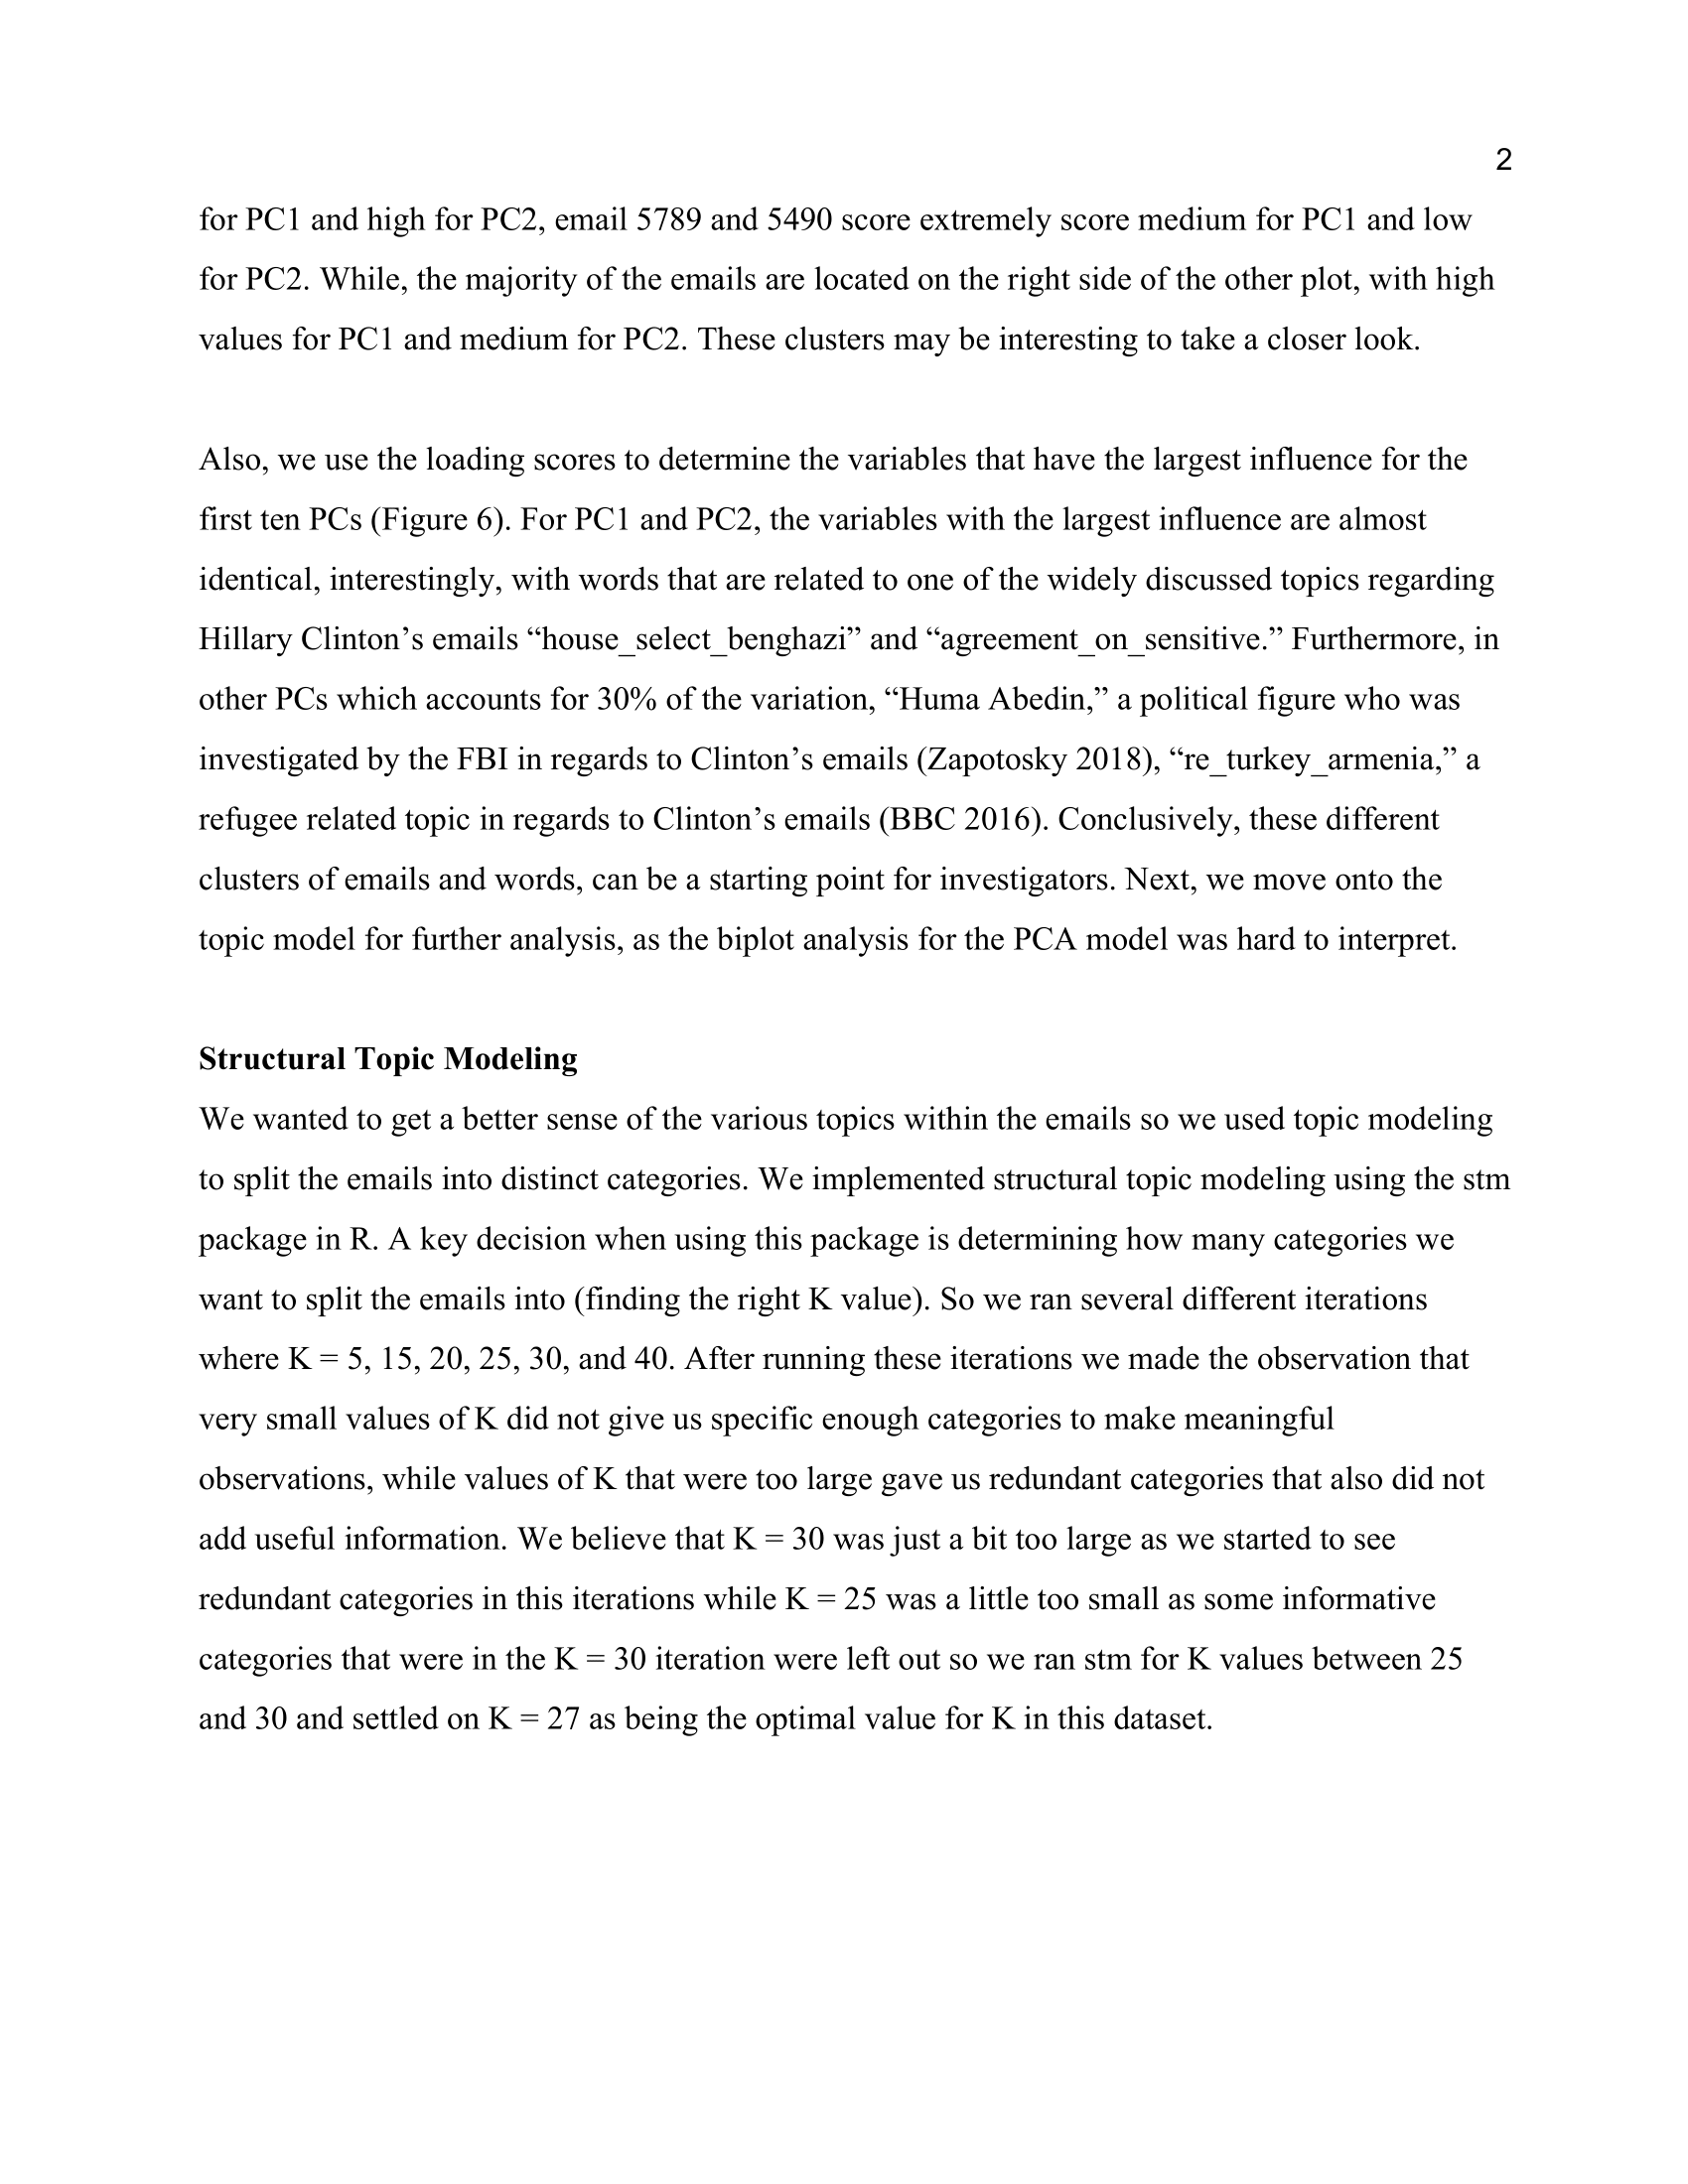 2
for PC1 and high for PC2, email 5789 and 5490 score extremely score medium for PC1 and low
for PC2. While, the majority of the emails are located on the right side of the other plot, with high
values for PC1 and medium for PC2. These clusters may be interesting to take a closer look.
Also, we use the loading scores to determine the variables that have the largest influence for the
first ten PCs (Figure 6). For PC1 and PC2, the variables with the largest influence are almost
identical, interestingly, with words that are related to one of the widely discussed topics regarding
Hillary Clinton’s emails “house_select_benghazi” and “agreement_on_sensitive.” Furthermore, in
other PCs which accounts for 30% of the variation, “Huma Abedin,” a political figure who was
investigated by the FBI in regards to Clinton’s emails (Zapotosky 2018), “re_turkey_armenia,” a
refugee related topic in regards to Clinton’s emails (BBC 2016). Conclusively, these different
clusters of emails and words, can be a starting point for investigators. Next, we move onto the
topic model for further analysis, as the biplot analysis for the PCA model was hard to interpret.
Structural Topic Modeling
We wanted to get a better sense of the various topics within the emails so we used topic modeling
to split the emails into distinct categories. We implemented structural topic modeling using the stm
package in R. A key decision when using this package is determining how many categories we
want to split the emails into (finding the right K value). So we ran several different iterations
where K = 5, 15, 20, 25, 30, and 40. After running these iterations we made the observation that
very small values of K did not give us specific enough categories to make meaningful
observations, while values of K that were too large gave us redundant categories that also did not
add useful information. We believe that K = 30 was just a bit too large as we started to see
redundant categories in this iterations while K = 25 was a little too small as some informative
categories that were in the K = 30 iteration were left out so we ran stm for K values between 25
and 30 and settled on K = 27 as being the optimal value for K in this dataset.